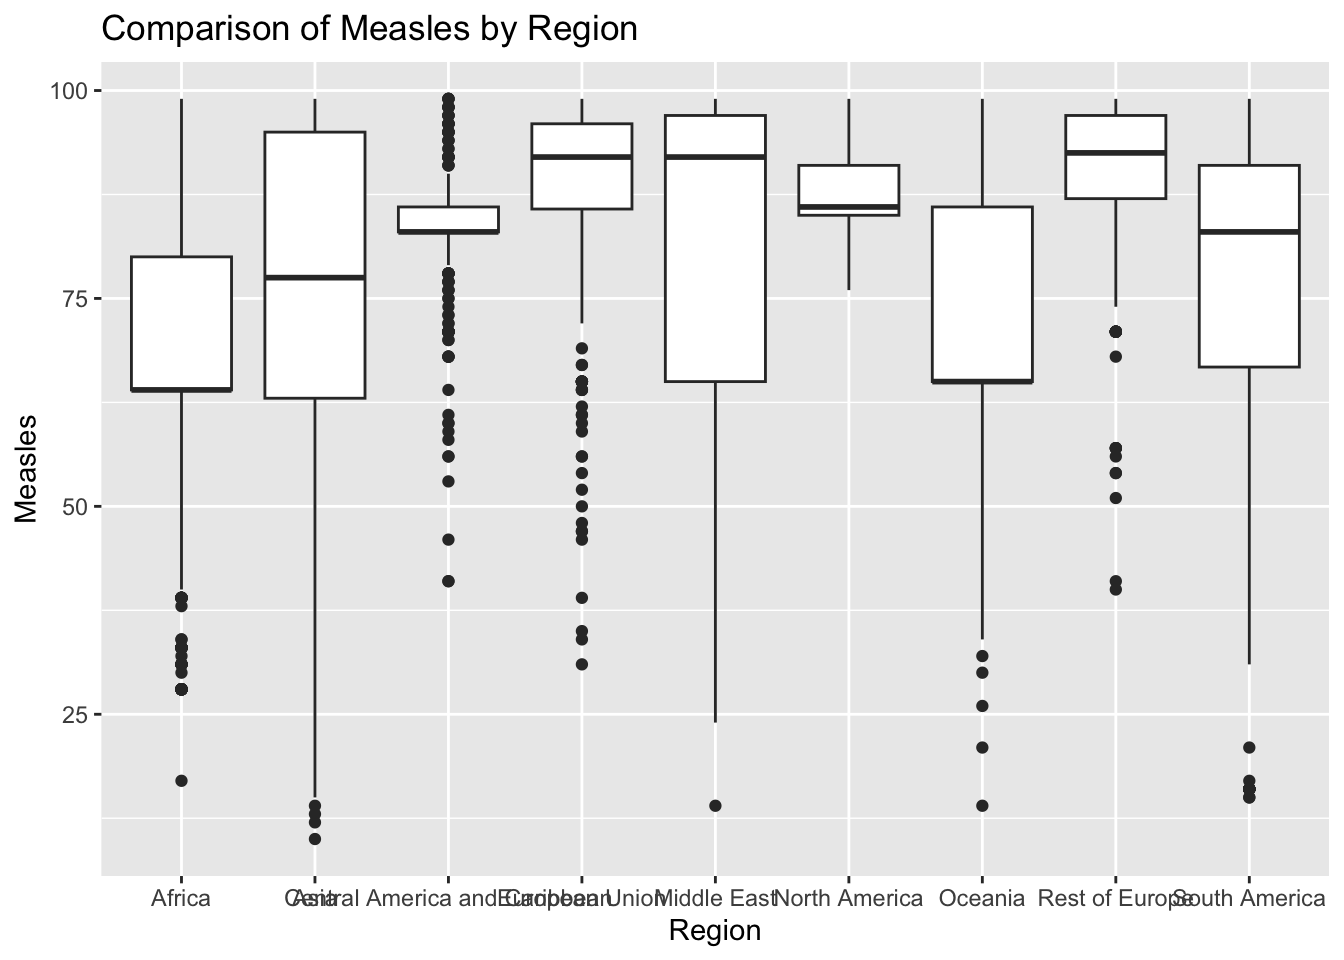 Comparison of Measles by Region
100
75
50
25
Measles
Africa
Asia
Central America and Caribbean
European Union
Middle East
North America
Oceania
Rest of Europe
South America
Region